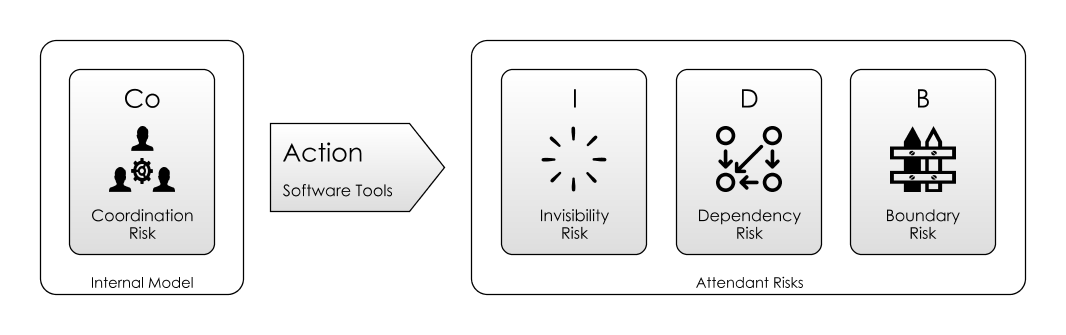 Co
Coordination
Risk
Internal Model
Action
Software Tools
I
Invisibility
Risk
D
Dependency
Risk
B
Boundary
Risk
Attendant Risks